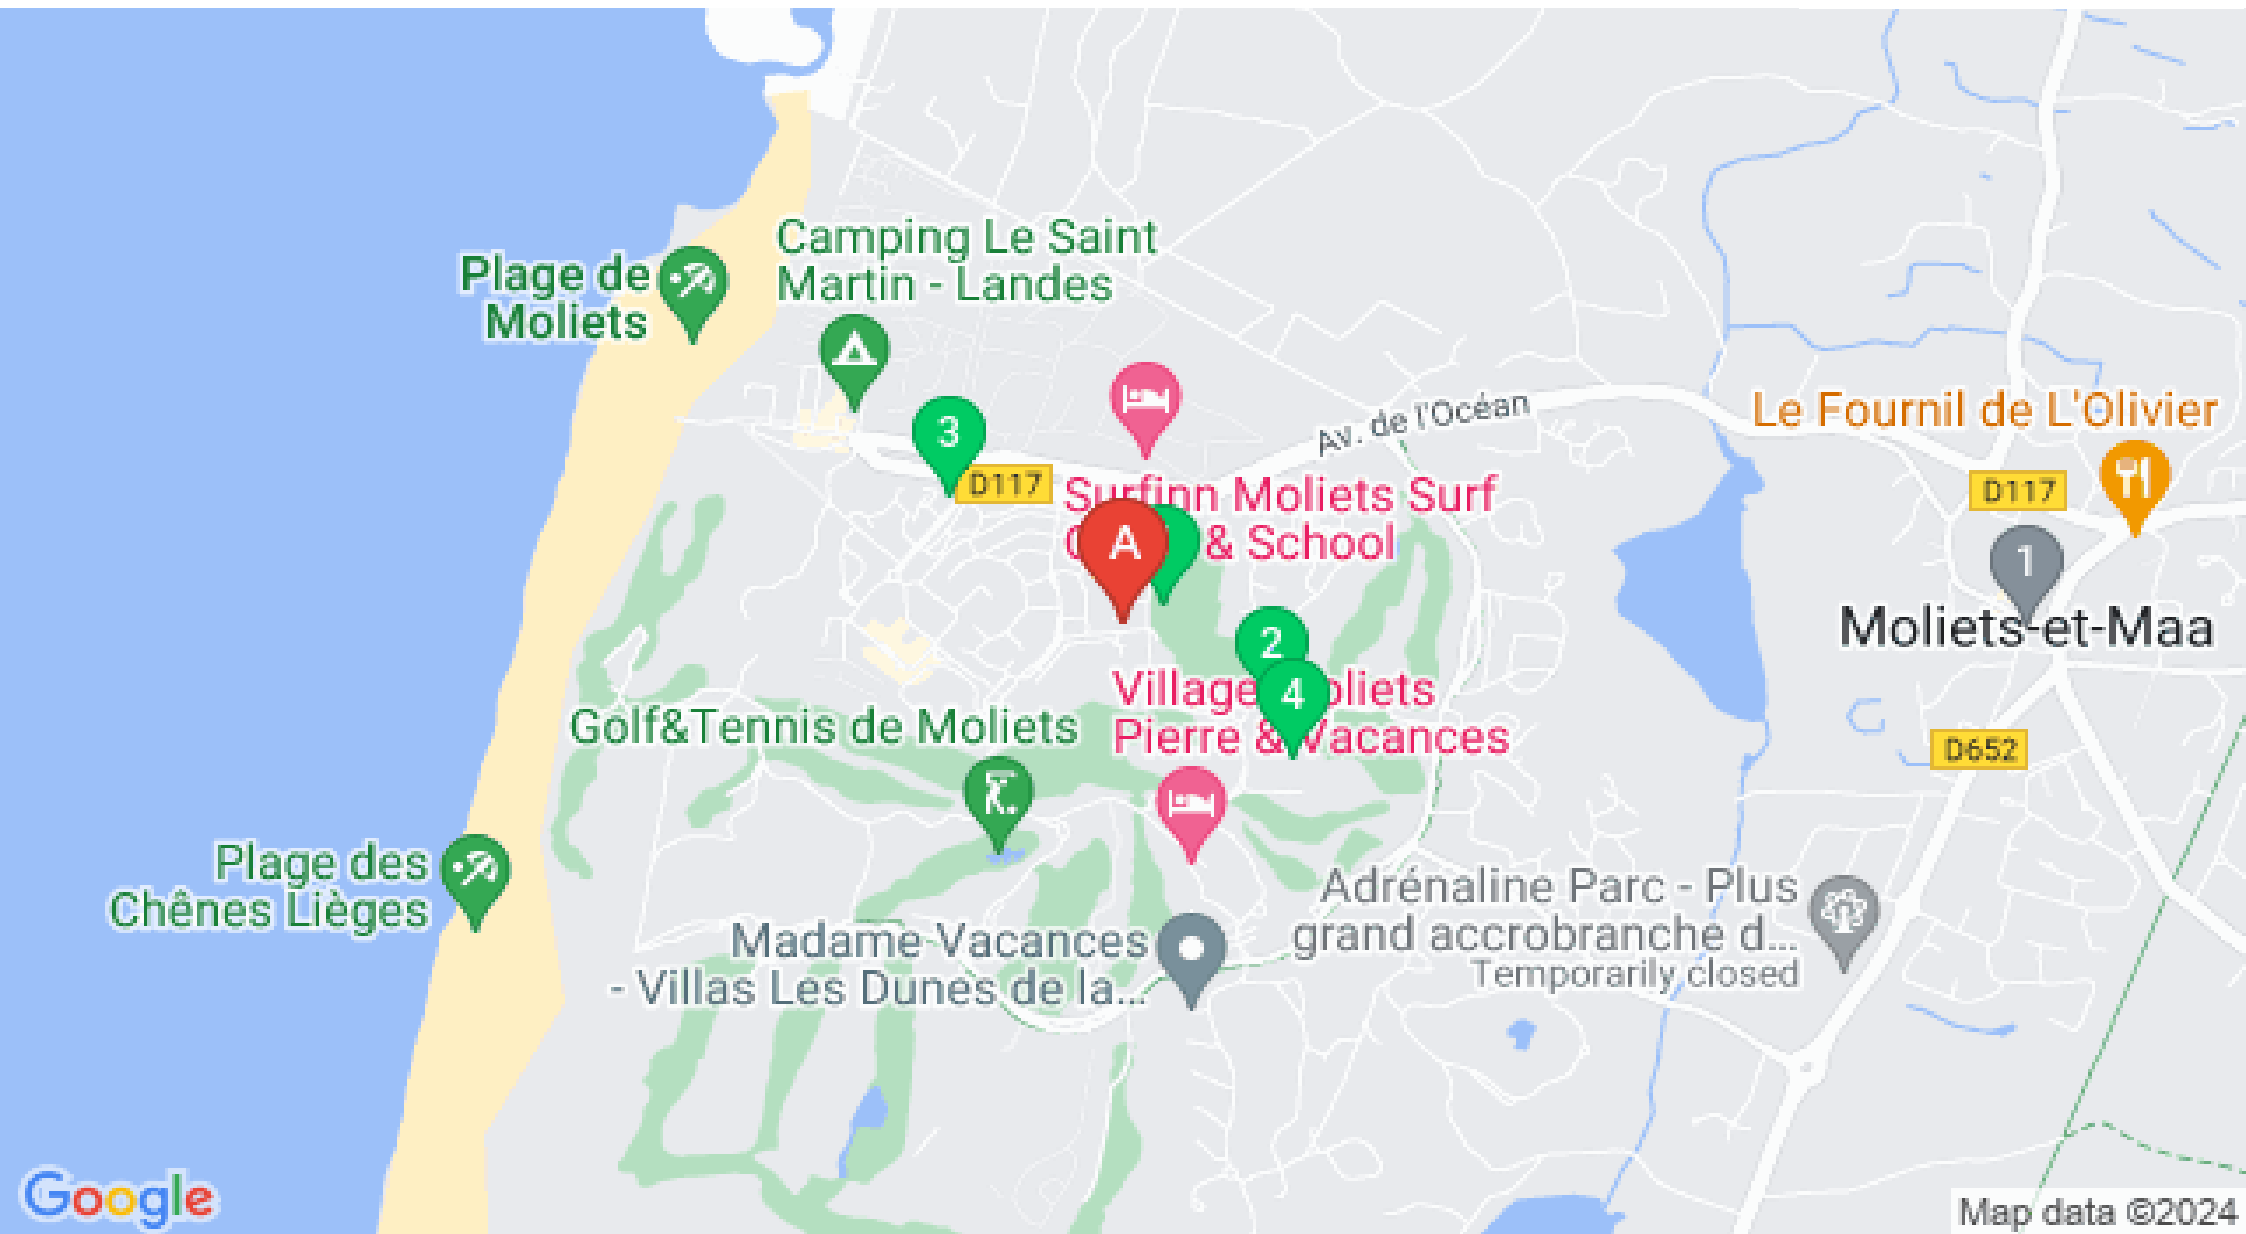 Camping Le Saint
Martin - Landes
Plage de
Moliets
Av. de l'Océan
Le Fournil de L'Olivier
3
D117
D117
Surfinn Moliets Surf
& School
A
1
Moliets-et-Maa
2
4
Village Moliets
Pierre & Vacances
Golf&Tennis de Moliets
D652
Plage des
Chênes Lièges
Adrénaline Parc - Plus
grand accrobranche d...
Temporarily closed
Madame Vacances
- Villas Les Dunes de la...
Google
Map data ©2024